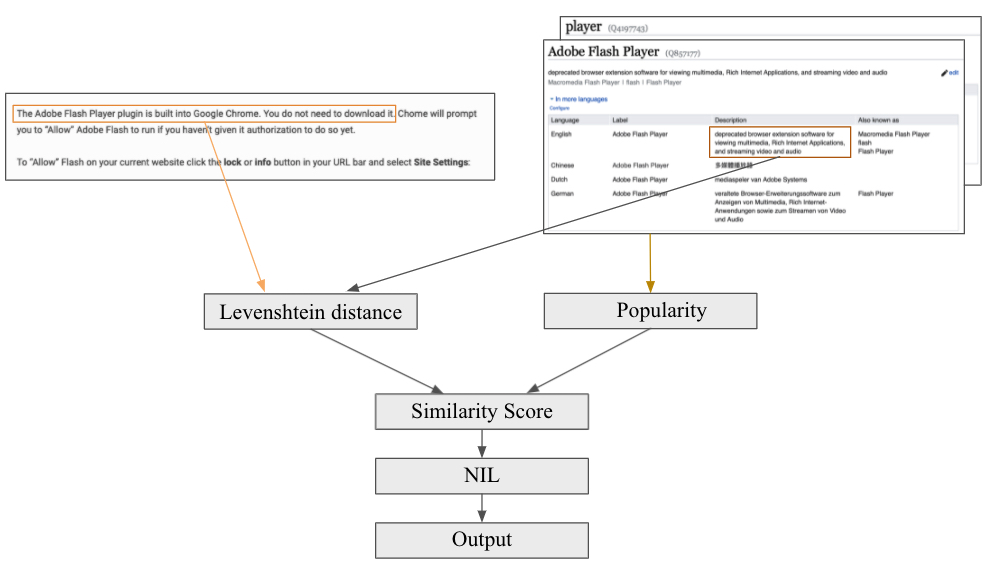 player (Q4197743)
Adobe Flash Player (Q857177)
deprecated browser extension software for viewing multimedia, Rich Internet Applications, and streaming video and audio
edit
Macromedia Flash Player | flash | Flash Player
In more languages
Configure
Language Label Description Also known as
English Adobe Flash Player deprecated browser extension software for Macromedia Flash Player
viewing multimedia, Rich Internet Applications, flash
and streaming video and audio Flash Player
Chinese Adobe Flash Player
Dutch Adobe Flash Player mediaspeler van Adobe Systems
German Adobe Flash Player veraltete Browser-Erweiterungssoftware zum Flash Player
Anzeigen von Multimedia, Rich Internet-
Anwendungen sowie zum Streamen von Video
und Audio
The Adobe Flash Player plugin is built into Google Chrome. You do not need to download it. Chome will prompt
you to "Allow" Adobe Flash to run if you haven't given it authorization to do so yet.
To "Allow" Flash on your current website click the lock or info button in your URL bar and select Site Settings:
Levenshtein distance
Popularity
Similarity Score
NIL
Output